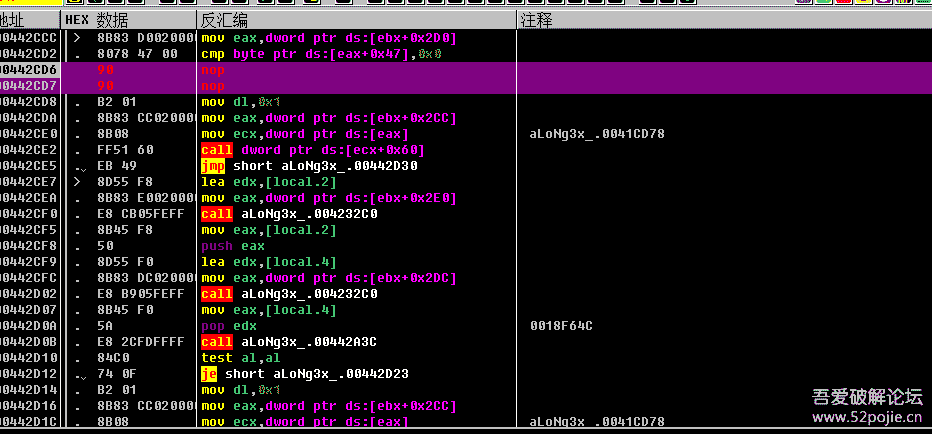 地址 HEX 数据 反汇编 注释
00442CCC > 8B83 D0020000 mov eax,dword ptr ds:[ebx+0x2D0]
00442CD2 . 8078 47 00 cmp byte ptr ds:[eax+0x47],0x0
00442CD6 90 nop
00442CD7 90 nop
00442CD8 . B2 01 mov dl,0x1
00442CDA . 8B83 CC020000 mov eax,dword ptr ds:[ebx+0x2CC]
00442CE0 . 8B08 mov ecx,dword ptr ds:[eax] aLoNg3x_.0041CD78
00442CE2 . FF51 60 call dword ptr ds:[ecx+0x60]
00442CE5 . EB 49 jmp short aLoNg3x_.00442D30
00442CE7 > 8D55 F8 lea edx,[local.2]
00442CEA . 8B83 E0020000 mov eax,dword ptr ds:[ebx+0x2E0]
00442CF0 . E8 CB05FEFF call aLoNg3x_.004232C0
00442CF5 . 8B45 F8 mov eax,[local.2]
00442CF8 . 50 push eax
00442CF9 . 8D55 F0 lea edx,[local.4]
00442CFC . 8B83 DC020000 mov eax,dword ptr ds:[ebx+0x2DC]
00442D02 . E8 B905FEFF call aLoNg3x_.004232C0
00442D07 . 8B45 F0 mov eax,[local.4]
00442D0A . 5A pop edx 0018F64C
00442D0B . E8 2CFDFFFF call aLoNg3x_.00442A3C
00442D10 . 84C0 test al,al
00442D12 . 74 0F je short aLoNg3x_.00442D23
00442D14 . B2 01 mov dl,0x1
00442D16 . 8B83 CC020000 mov eax,dword ptr ds:[ebx+0x2CC]
00442D1C . 8B08 mov ecx,dword ptr ds:[eax] aLoNg3x_.0041CD78
吾爱破解论坛
www.52pojie.cn